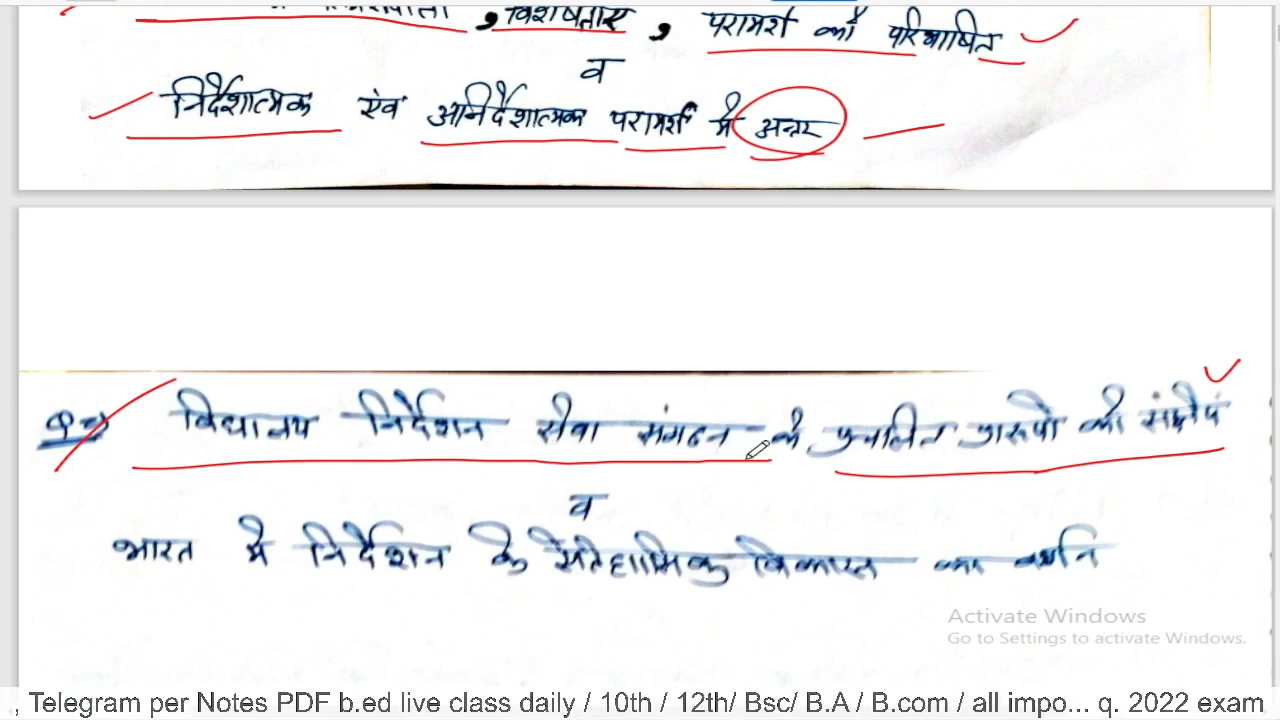 , विशेषताएँ , परामर्श को परिभाषित
व
निर्देशात्मक एंव अनिर्देशात्मक परामर्श में अन्तर
विद्यालय निर्देशन सेवा संगठन के प्रचलित प्रारूपो को संक्षेप
व
भारत मे निर्देशन के ऐतेहासिक विकास का वर्णन
Activate Windows
Go to Settings to activate Windows.
, Telegram per Notes PDF b.ed live class daily / 10th / 12th/ Bsc/ B.A / B.com / all impo... q. 2022 exam